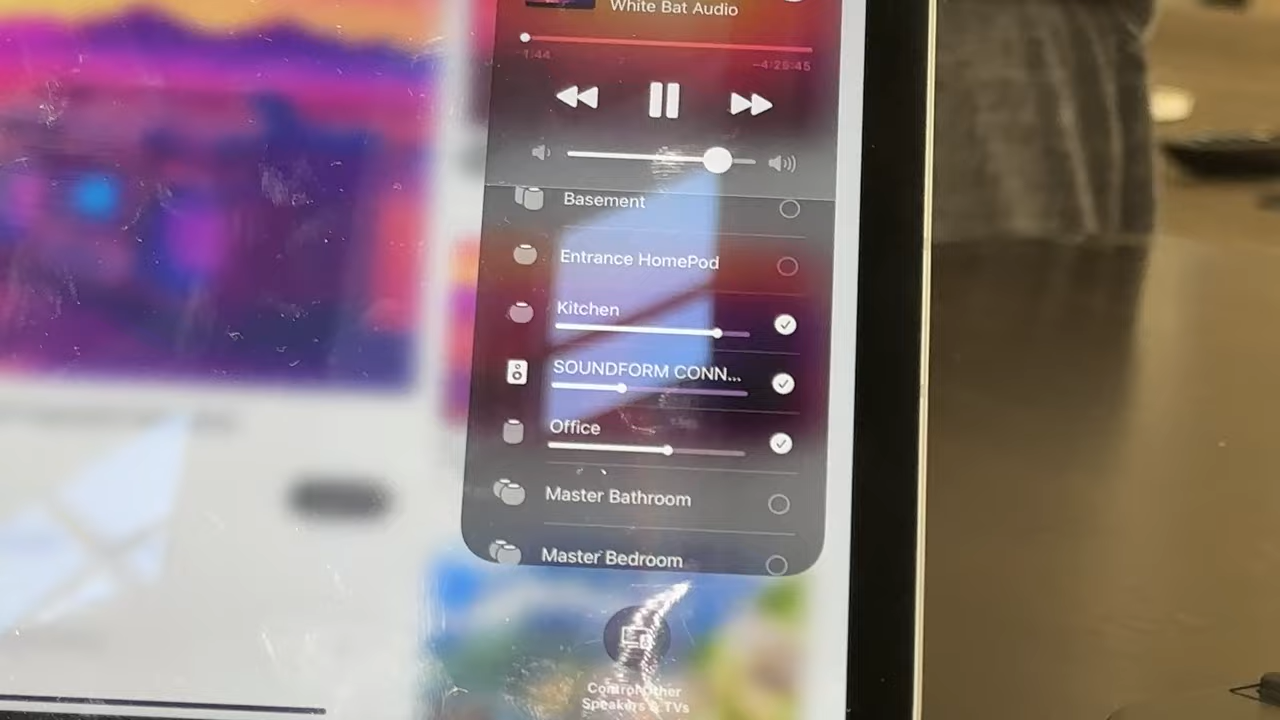 White Bat Audio
1:44
-4:25:45
Basement
Entrance HomePod
Kitchen
SOUNDFORM CONN...
Office
Master Bathroom
Master Bedroom
Control Other
Speakers & TVs